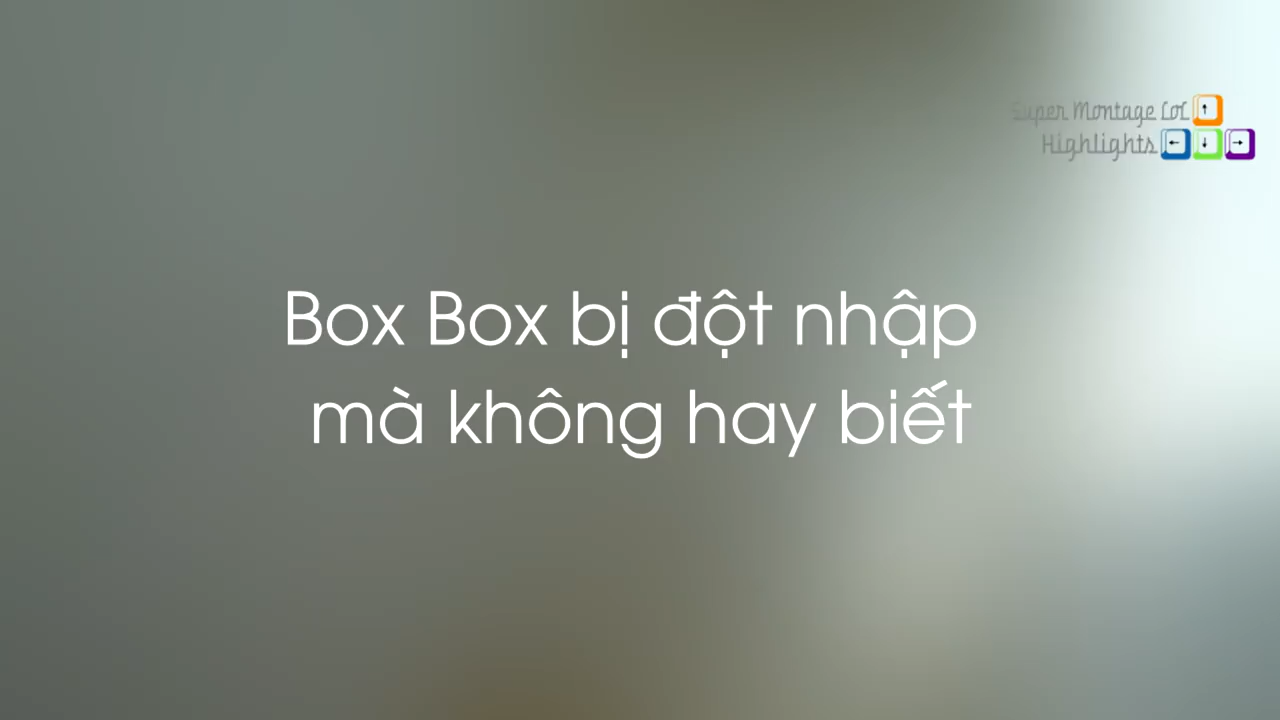 Super Montage LoL
Highlights
Box Box bị đột nhập
mà không hay biết